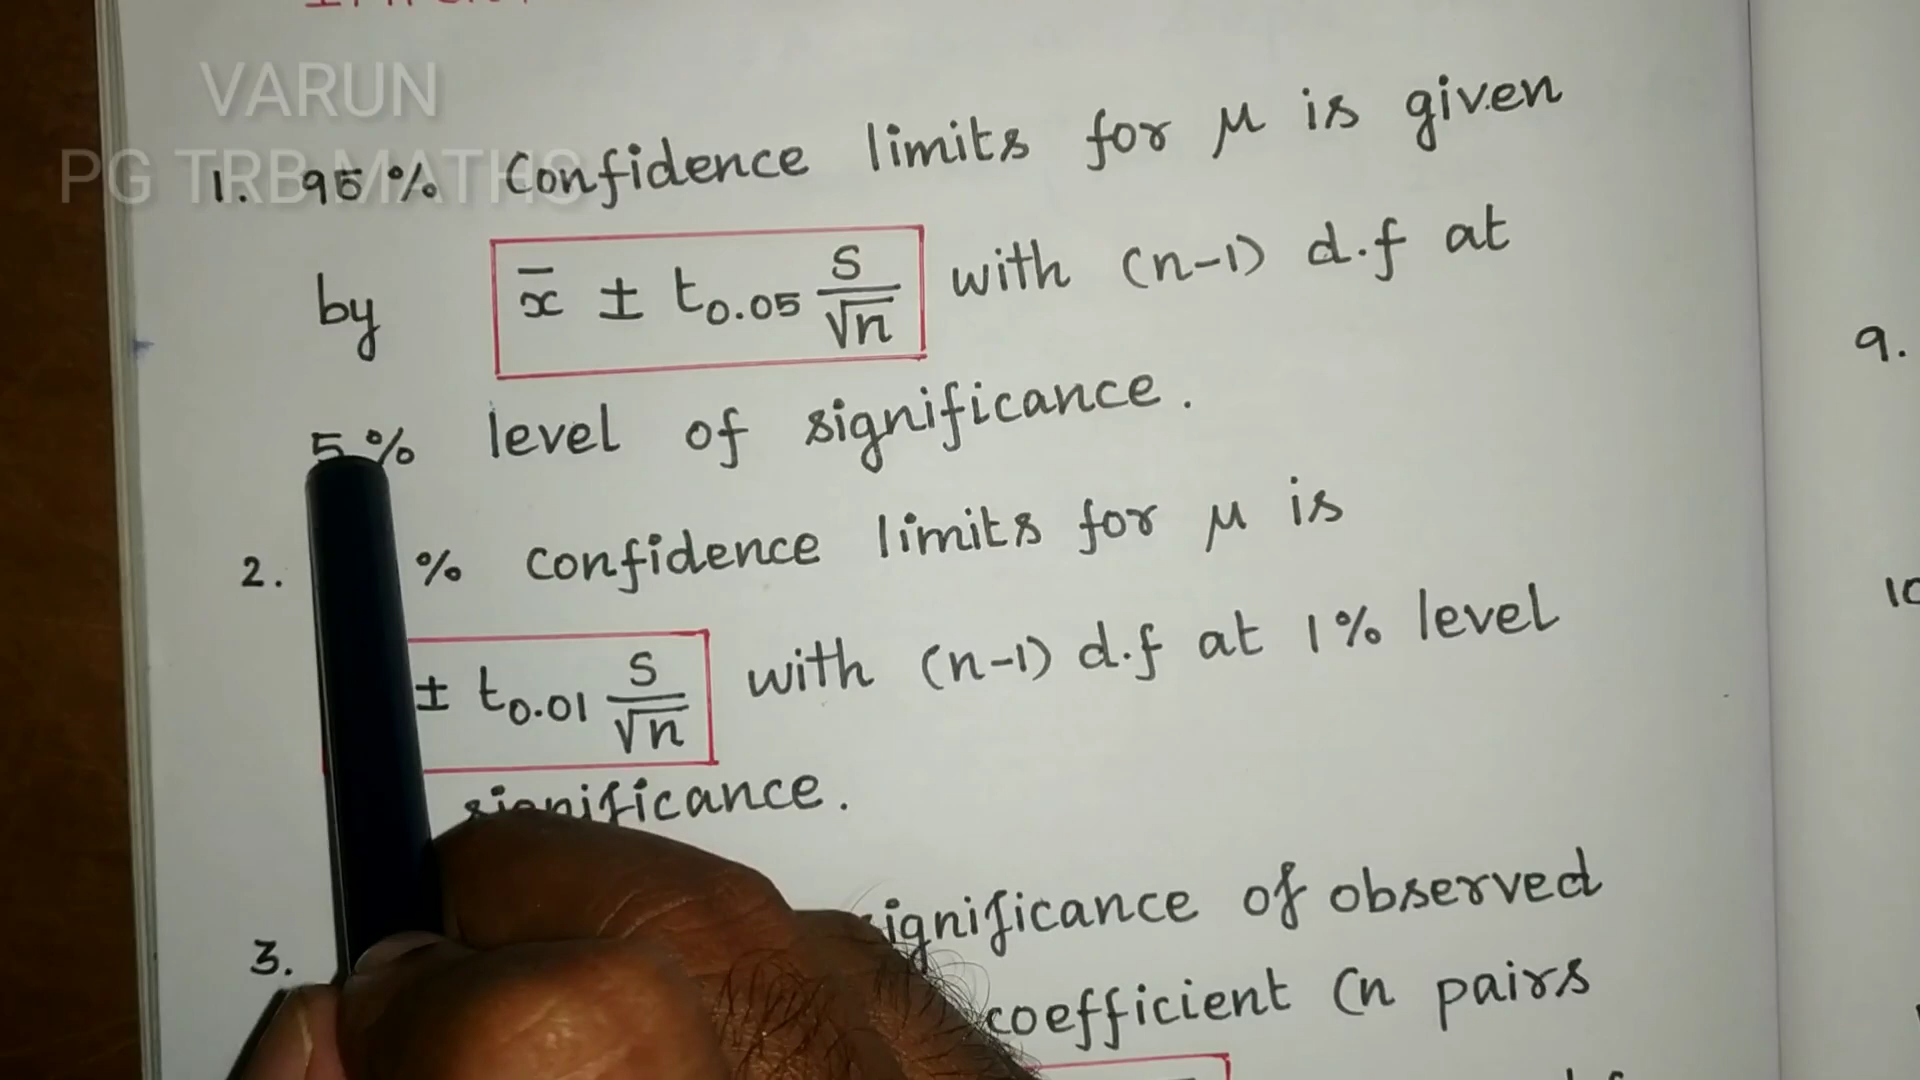 VARUN
PG TRB MATHS
1. 95% Confidence limits for μ is given
by x̄ ± t0.05 S/√n with (n-1) d.f at
5% level of significance.
2. % confidence limits for μ is
± t0.01 S/√n with (n-1) d.f at 1% level
significance.
3. of observed
coefficient (n pairs
9.